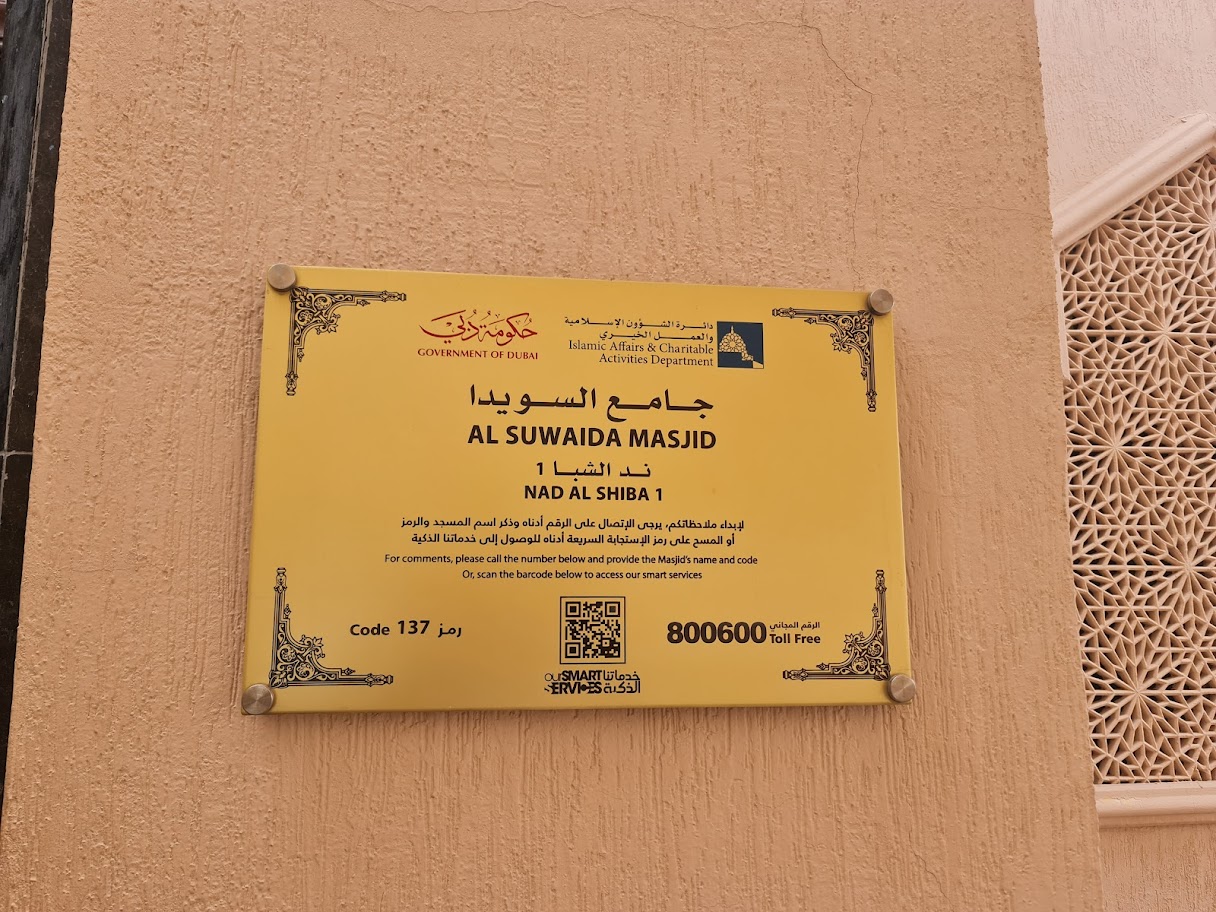 حكومة دبي
GOVERNMENT OF DUBAI
دائرة الشؤون الإسلامية
والعمل الخيري
Islamic Affairs & Charitable
Activities Department
جامع السويدا
AL SUWAIDA MASJID
ند الشبا 1
NAD AL SHIBA 1
لإبداء ملاحظاتكم، يرجى الإتصال على الرقم أدناه وذكر اسم المسجد والرمز
أو المسح على رمز الإستجابة السريعة أدناه للوصول إلى خدماتنا الذكية
For comments, please call the number below and provide the Masjid's name and code
Or, scan the barcode below to access our smart services
Code 137 رمز
800600
الرقم المجاني
Toll Free
ourSMART خدماتنا
SERVICES الذكية